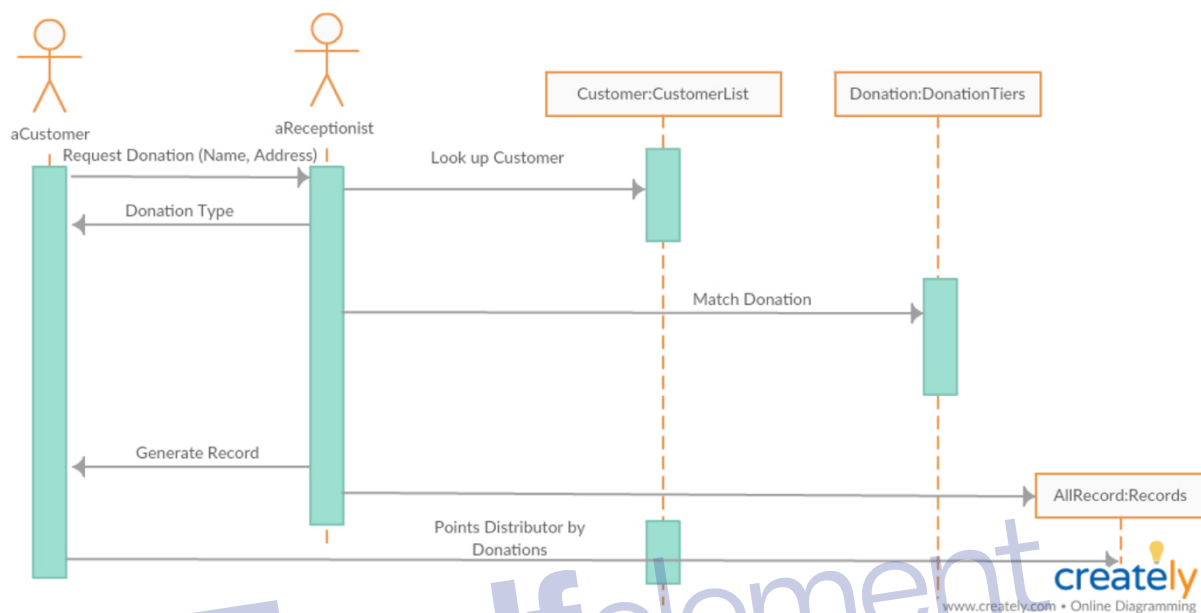 Customer:CustomerList
Donation:DonationTiers
aCustomer
aReceptionist
Request Donation (Name, Address)
Look up Customer
Donation Type
Match Donation
Generate Record
AllRecord:Records
Points Distributor by
Donations
creately
www.creately.com • Online Diagramming